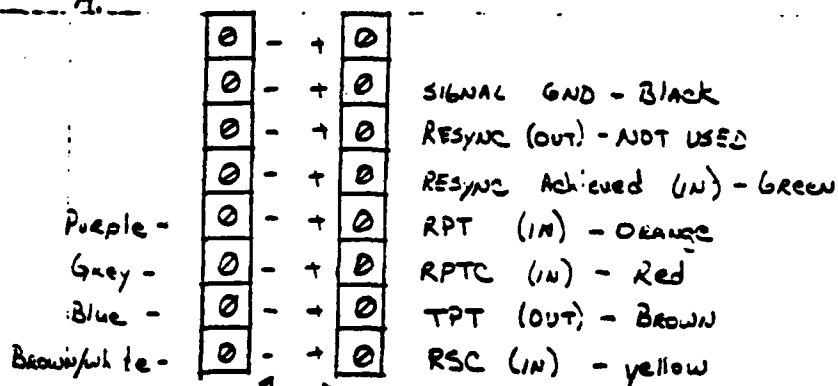 1.
- +
- + SIGNAL GND - Black
- + RESYNC (OUT) - NOT USED
- + RESYNC Achieved (IN) - Green
Purple - - + RPT (IN) - Orange
Grey - - + RPTC (IN) - Red
Blue - - + TPT (OUT) - Brown
Brown/white - - + RSC (IN) - yellow